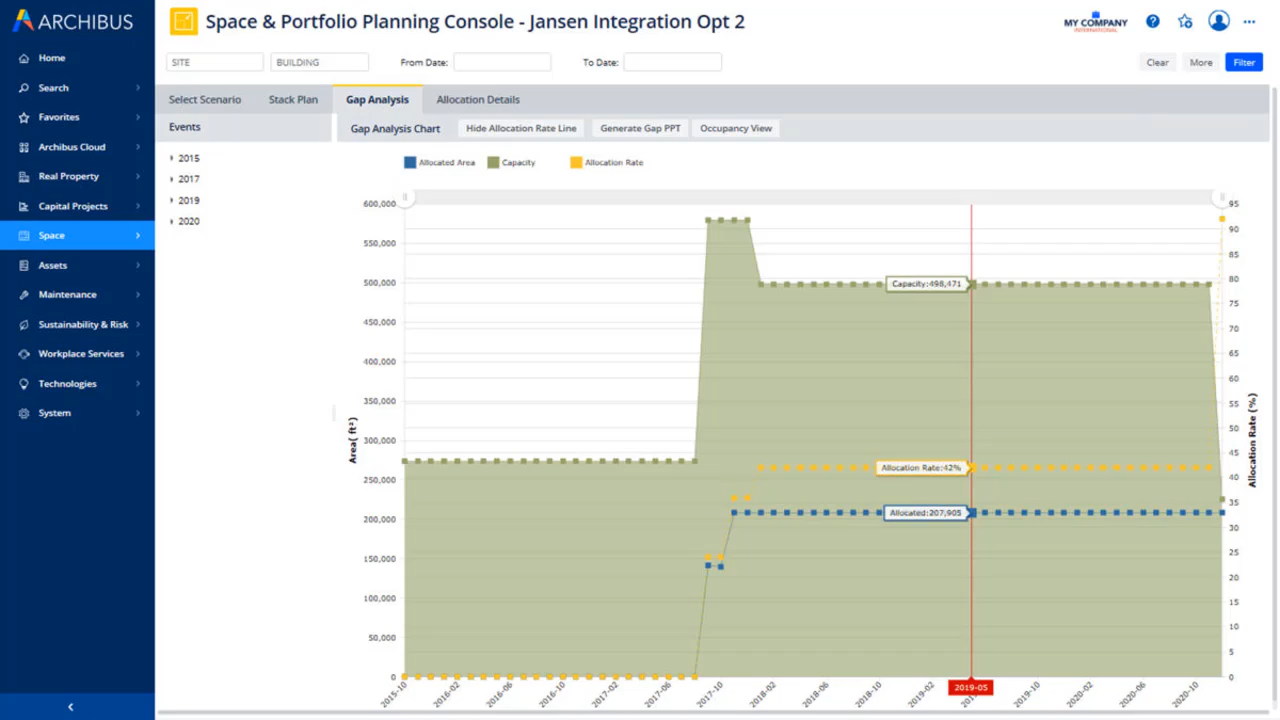 ARCHIBUS
Space & Portfolio Planning Console - Jansen Integration Opt 2
MY COMPANY
INTERNATIONAL
SITE
BUILDING
From Date:
To Date:
Clear
More
Filter
Home
Search
Favorites
Archibus Cloud
Real Property
Capital Projects
Space
Assets
Maintenance
Sustainability & Risk
Workplace Services
Technologies
System
Select Scenario
Stack Plan
Gap Analysis
Allocation Details
Events
2015
2017
2019
2020
Gap Analysis Chart
Hide Allocation Rate Line
Generate Gap PPT
Occupancy View
Allocated Area
Capacity
Allocation Rate
Area( ft²)
600,000
550,000
500,000
450,000
400,000
350,000
300,000
250,000
200,000
150,000
100,000
50,000
0
Capacity:498,471
Allocation Rate:42%
Allocated:207,905
95
90
85
80
75
70
65
60
55
50
45
40
35
30
25
20
15
10
5
0
Allocation Rate (%)
2015-10
2016-02
2016-06
2016-10
2017-02
2017-06
2017-10
2018-02
2018-06
2018-10
2019-02
2019-05
2019-10
2020-02
2020-06
2020-10